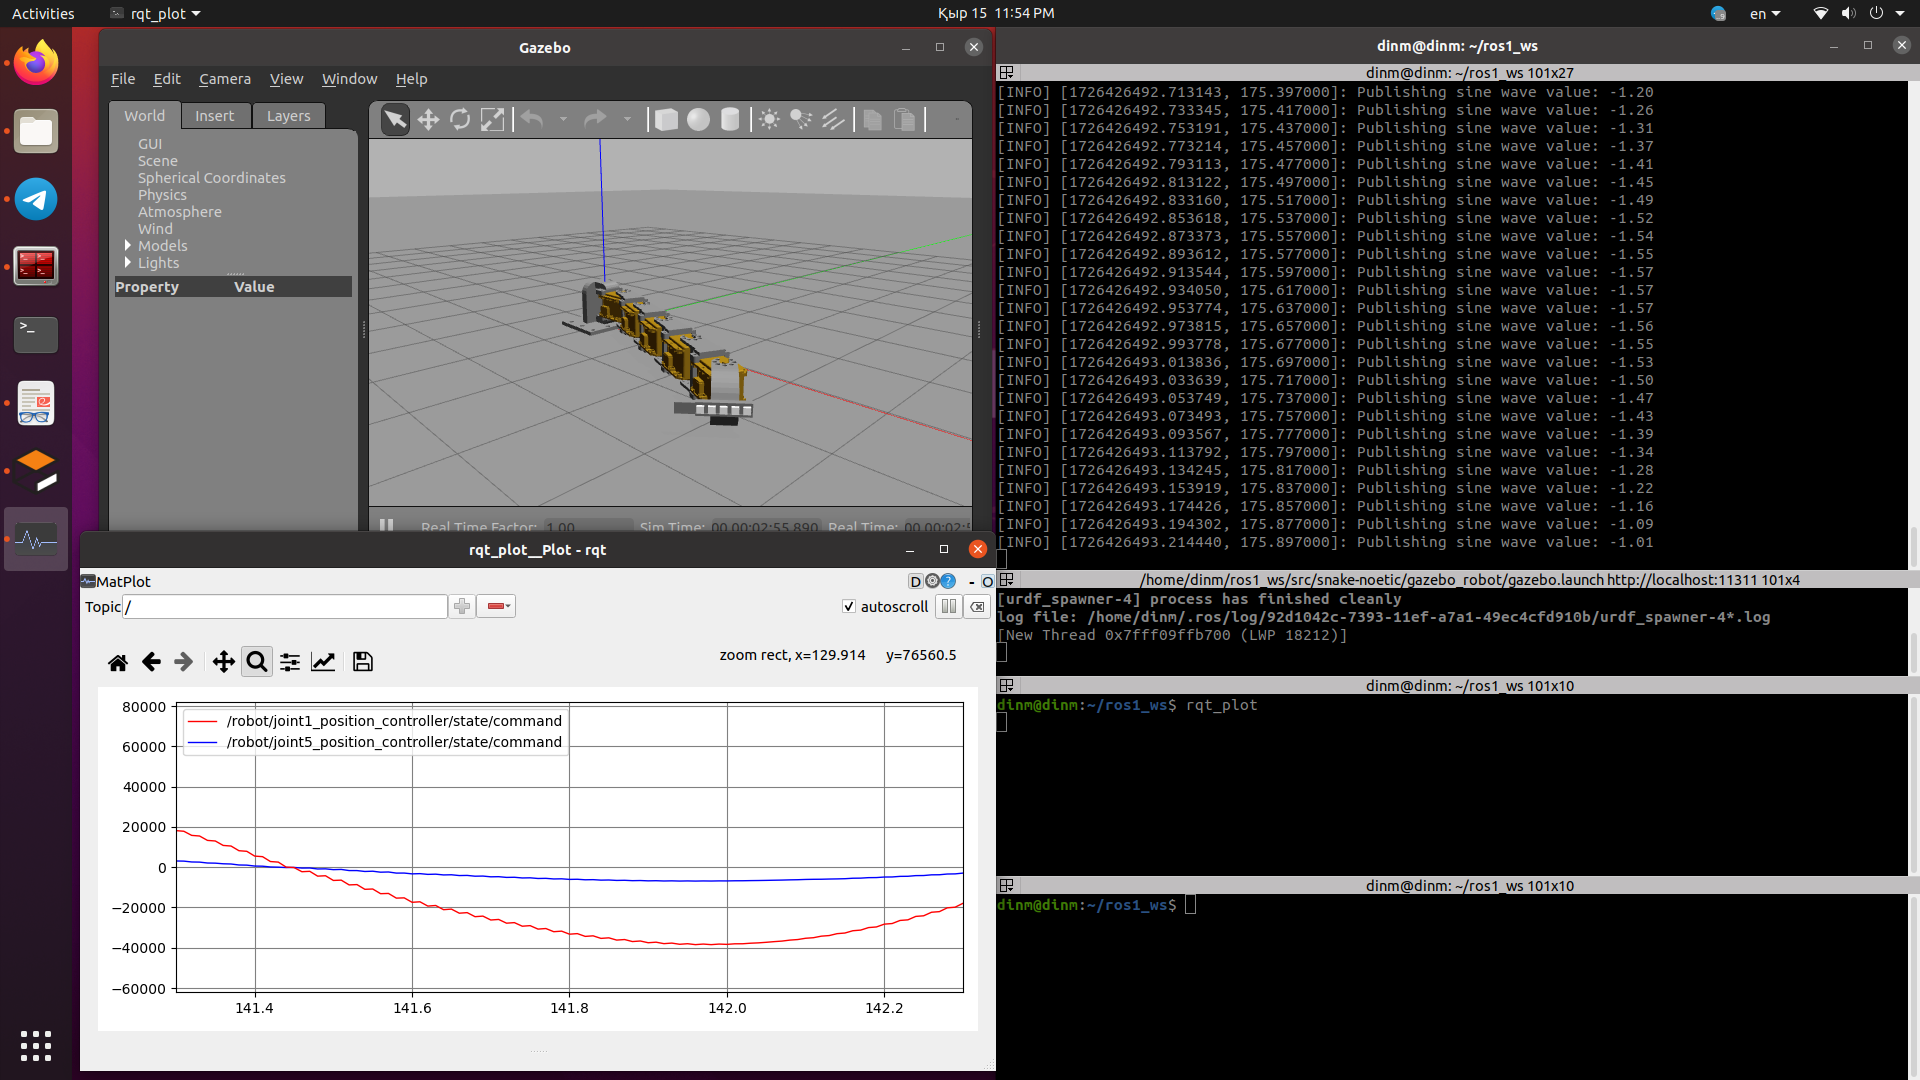 Activities
rqt_plot
Қыр 15 11:54 PM
en
Gazebo
File Edit Camera View Window Help
World Insert Layers
GUI
Scene
Spherical Coordinates
Physics
Atmosphere
Wind
Models
Lights
Property Value
Real Time Factor: 1.00 Sim Time: 00 00:02:55.890 Real Time:
rqt_plot__Plot - rqt
MatPlot
D - O
Topic / autoscroll
zoom rect, x=129.914 y=76560.5
/robot/joint1_position_controller/state/command
/robot/joint5_position_controller/state/command
80000
60000
40000
20000
0
−20000
−40000
−60000
141.4 141.6 141.8 142.0 142.2
dinm@dinm: ~/ros1_ws
dinm@dinm: ~/ros1_ws 101x27
[INFO] [1726426492.713143, 175.397000]: Publishing sine wave value: -1.20
[INFO] [1726426492.733345, 175.417000]: Publishing sine wave value: -1.26
[INFO] [1726426492.753191, 175.437000]: Publishing sine wave value: -1.31
[INFO] [1726426492.773214, 175.457000]: Publishing sine wave value: -1.37
[INFO] [1726426492.793113, 175.477000]: Publishing sine wave value: -1.41
[INFO] [1726426492.813122, 175.497000]: Publishing sine wave value: -1.45
[INFO] [1726426492.833160, 175.517000]: Publishing sine wave value: -1.49
[INFO] [1726426492.853618, 175.537000]: Publishing sine wave value: -1.52
[INFO] [1726426492.873373, 175.557000]: Publishing sine wave value: -1.54
[INFO] [1726426492.893612, 175.577000]: Publishing sine wave value: -1.55
[INFO] [1726426492.913544, 175.597000]: Publishing sine wave value: -1.57
[INFO] [1726426492.934050, 175.617000]: Publishing sine wave value: -1.57
[INFO] [1726426492.953774, 175.637000]: Publishing sine wave value: -1.57
[INFO] [1726426492.973815, 175.657000]: Publishing sine wave value: -1.56
[INFO] [1726426492.993778, 175.677000]: Publishing sine wave value: -1.55
[INFO] [1726426493.013836, 175.697000]: Publishing sine wave value: -1.53
[INFO] [1726426493.033639, 175.717000]: Publishing sine wave value: -1.50
[INFO] [1726426493.053749, 175.737000]: Publishing sine wave value: -1.47
[INFO] [1726426493.073493, 175.757000]: Publishing sine wave value: -1.43
[INFO] [1726426493.093567, 175.777000]: Publishing sine wave value: -1.39
[INFO] [1726426493.113792, 175.797000]: Publishing sine wave value: -1.34
[INFO] [1726426493.134245, 175.817000]: Publishing sine wave value: -1.28
[INFO] [1726426493.153919, 175.837000]: Publishing sine wave value: -1.22
[INFO] [1726426493.174426, 175.857000]: Publishing sine wave value: -1.16
[INFO] [1726426493.194302, 175.877000]: Publishing sine wave value: -1.09
[INFO] [1726426493.214440, 175.897000]: Publishing sine wave value: -1.01
/home/dinm/ros1_ws/src/snake-noetic/gazebo_robot/gazebo.launch http://localhost:11311 101x4
[urdf_spawner-4] process has finished cleanly
log file: /home/dinm/.ros/log/92d1042c-7393-11ef-a7a1-49ec4cfd910b/urdf_spawner-4*.log
[New Thread 0x7fff09ffb700 (LWP 18212)]
dinm@dinm: ~/ros1_ws 101x10
dinm@dinm:~/ros1_ws$ rqt_plot
dinm@dinm: ~/ros1_ws 101x10
dinm@dinm:~/ros1_ws$